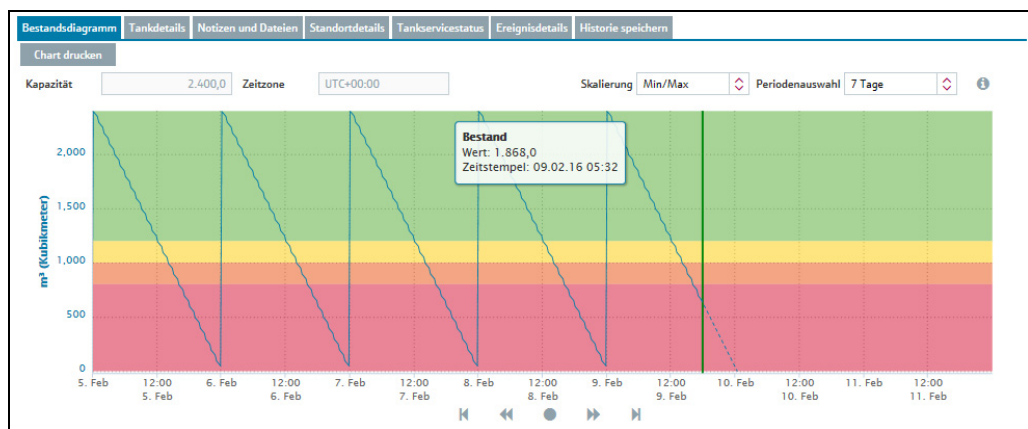 Bestandsdiagramm Tankdetails Notizen und Dateien Standortdetails Tankservicestatus Ereignisdetails Historie speichern
Chart drucken
Kapazität 2.400,0 Zeitzone UTC+00:00 Skalierung Min/Max Periodenauswahl 7 Tage
Bestand
Wert: 1.868,0
Zeitstempel: 09.02.16 05:32
m³ (Kubikmeter)
2,000
1,500
1,000
500
0
5. Feb 12:00 6. Feb 12:00 7. Feb 12:00 8. Feb 12:00 9. Feb 12:00 10. Feb 12:00 11. Feb 12:00
5. Feb 6. Feb 7. Feb 8. Feb 9. Feb 10. Feb 11. Feb